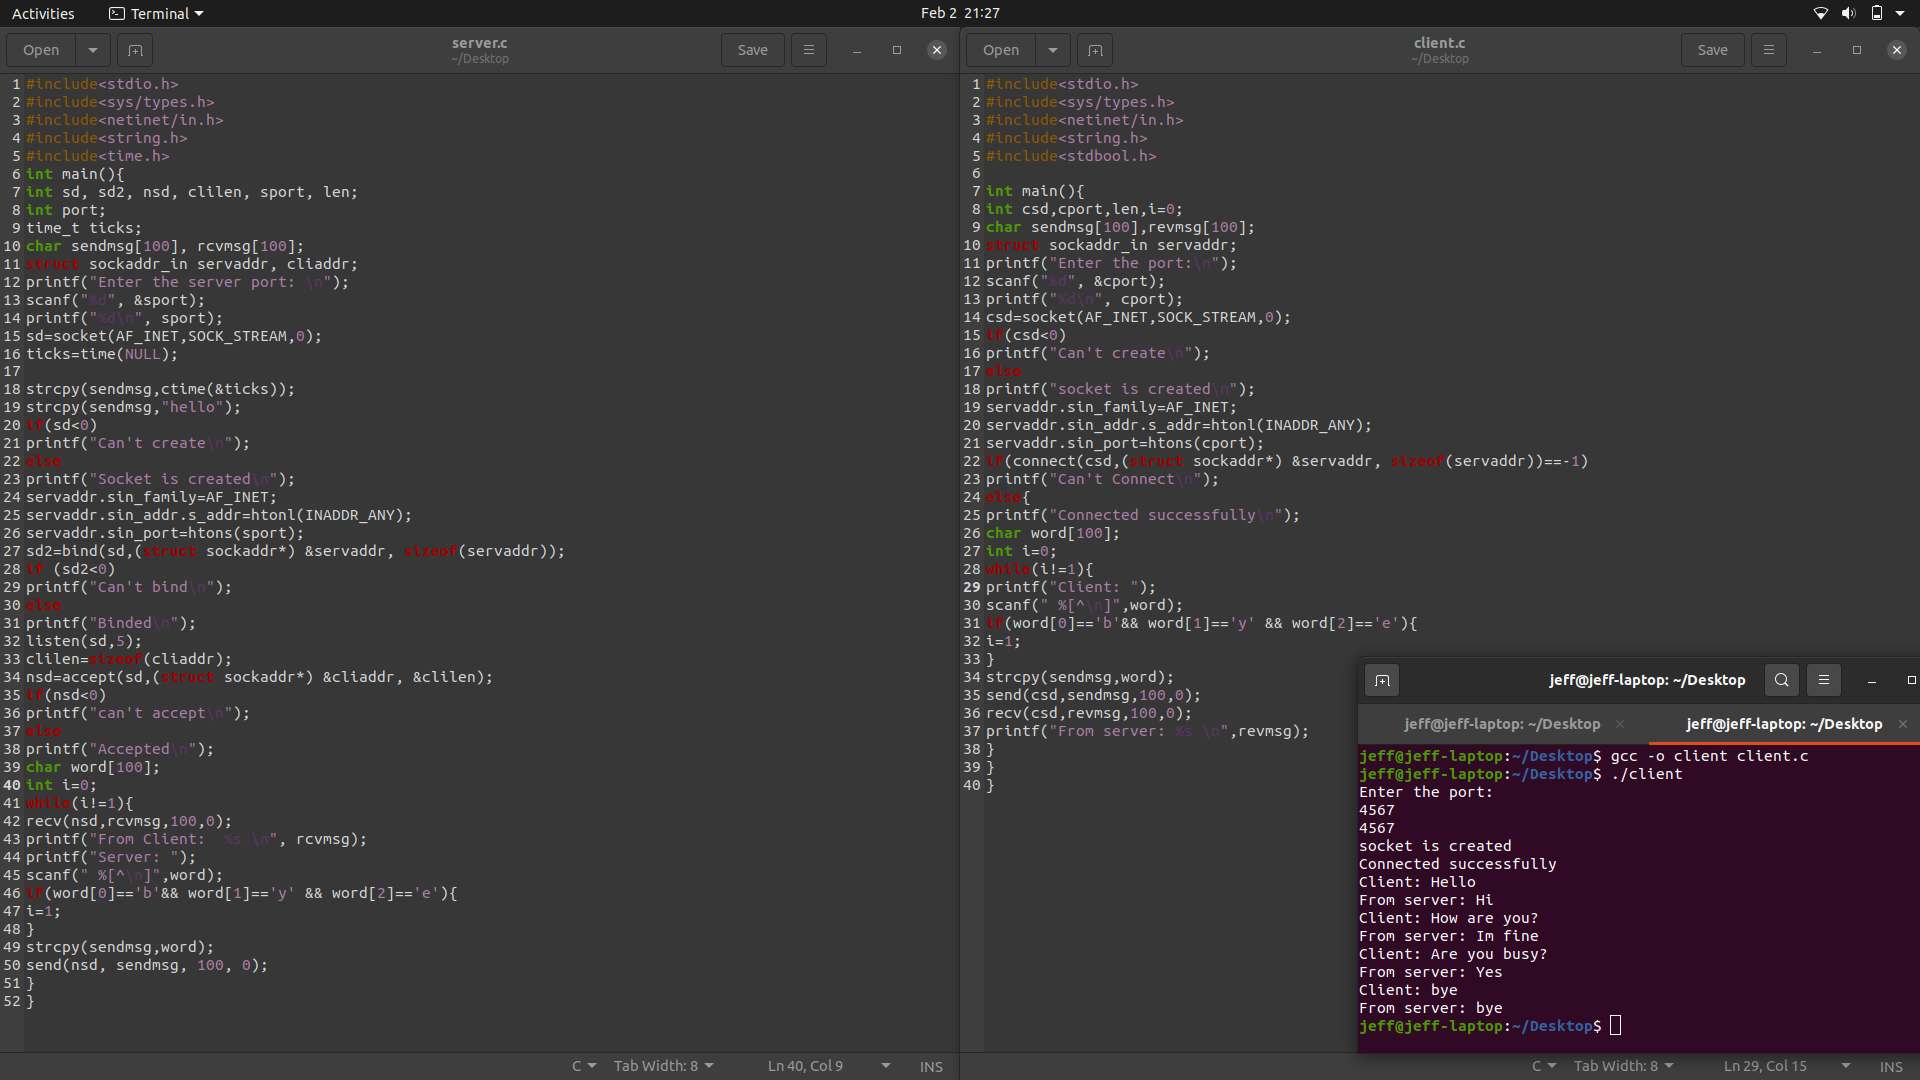 Activities Terminal Feb 2 21:27
Open server.c Save
~/Desktop
1 #include<stdio.h>
2 #include<sys/types.h>
3 #include<netinet/in.h>
4 #include<string.h>
5 #include<time.h>
6 int main(){
7 int sd, sd2, nsd, clilen, sport, len;
8 int port;
9 time_t ticks;
10 char sendmsg[100], rcvmsg[100];
11 struct sockaddr_in servaddr, cliaddr;
12 printf("Enter the server port: \n");
13 scanf("%d", &sport);
14 printf("%d\n", sport);
15 sd=socket(AF_INET,SOCK_STREAM,0);
16 ticks=time(NULL);
17
18 strcpy(sendmsg,ctime(&ticks));
19 strcpy(sendmsg,"hello");
20 if(sd<0)
21 printf("Can't create\n");
22 else
23 printf("Socket is created\n");
24 servaddr.sin_family=AF_INET;
25 servaddr.sin_addr.s_addr=htonl(INADDR_ANY);
26 servaddr.sin_port=htons(sport);
27 sd2=bind(sd,(struct sockaddr*) &servaddr, sizeof(servaddr));
28 if (sd2<0)
29 printf("Can't bind\n");
30 else
31 printf("Binded\n");
32 listen(sd,5);
33 clilen=sizeof(cliaddr);
34 nsd=accept(sd,(struct sockaddr*) &cliaddr, &clilen);
35 if(nsd<0)
36 printf("can't accept\n");
37 else
38 printf("Accepted\n");
39 char word[100];
40 int i=0;
41 while(i!=1){
42 recv(nsd,rcvmsg,100,0);
43 printf("From Client:  %s \n", rcvmsg);
44 printf("Server: ");
45 scanf(" %[^\n]",word);
46 if(word[0]=='b'&& word[1]=='y' && word[2]=='e'){
47 i=1;
48 }
49 strcpy(sendmsg,word);
50 send(nsd, sendmsg, 100, 0);
51 }
52 }
C Tab Width: 8 Ln 40, Col 9 INS
Open client.c Save
~/Desktop
1 #include<stdio.h>
2 #include<sys/types.h>
3 #include<netinet/in.h>
4 #include<string.h>
5 #include<stdbool.h>
6
7 int main(){
8 int csd,cport,len,i=0;
9 char sendmsg[100],revmsg[100];
10 struct sockaddr_in servaddr;
11 printf("Enter the port:\n");
12 scanf("%d", &cport);
13 printf("%d\n", cport);
14 csd=socket(AF_INET,SOCK_STREAM,0);
15 if(csd<0)
16 printf("Can't create\n");
17 else
18 printf("socket is created\n");
19 servaddr.sin_family=AF_INET;
20 servaddr.sin_addr.s_addr=htonl(INADDR_ANY);
21 servaddr.sin_port=htons(cport);
22 if(connect(csd,(struct sockaddr*) &servaddr, sizeof(servaddr))==-1)
23 printf("Can't Connect\n");
24 else{
25 printf("Connected successfully\n");
26 char word[100];
27 int i=0;
28 while(i!=1){
29 printf("Client: ");
30 scanf(" %[^\n]",word);
31 if(word[0]=='b'&& word[1]=='y' && word[2]=='e'){
32 i=1;
33 }
34 strcpy(sendmsg,word);
35 send(csd,sendmsg,100,0);
36 recv(csd,revmsg,100,0);
37 printf("From server: %s \n",revmsg);
38 }
39 }
40 }
C Tab Width: 8 Ln 29, Col 15 INS
jeff@jeff-laptop: ~/Desktop
jeff@jeff-laptop: ~/Desktop jeff@jeff-laptop: ~/Desktop
jeff@jeff-laptop:~/Desktop$ gcc -o client client.c
jeff@jeff-laptop:~/Desktop$ ./client
Enter the port:
4567
4567
socket is created
Connected successfully
Client: Hello
From server: Hi
Client: How are you?
From server: Im fine
Client: Are you busy?
From server: Yes
Client: bye
From server: bye
jeff@jeff-laptop:~/Desktop$